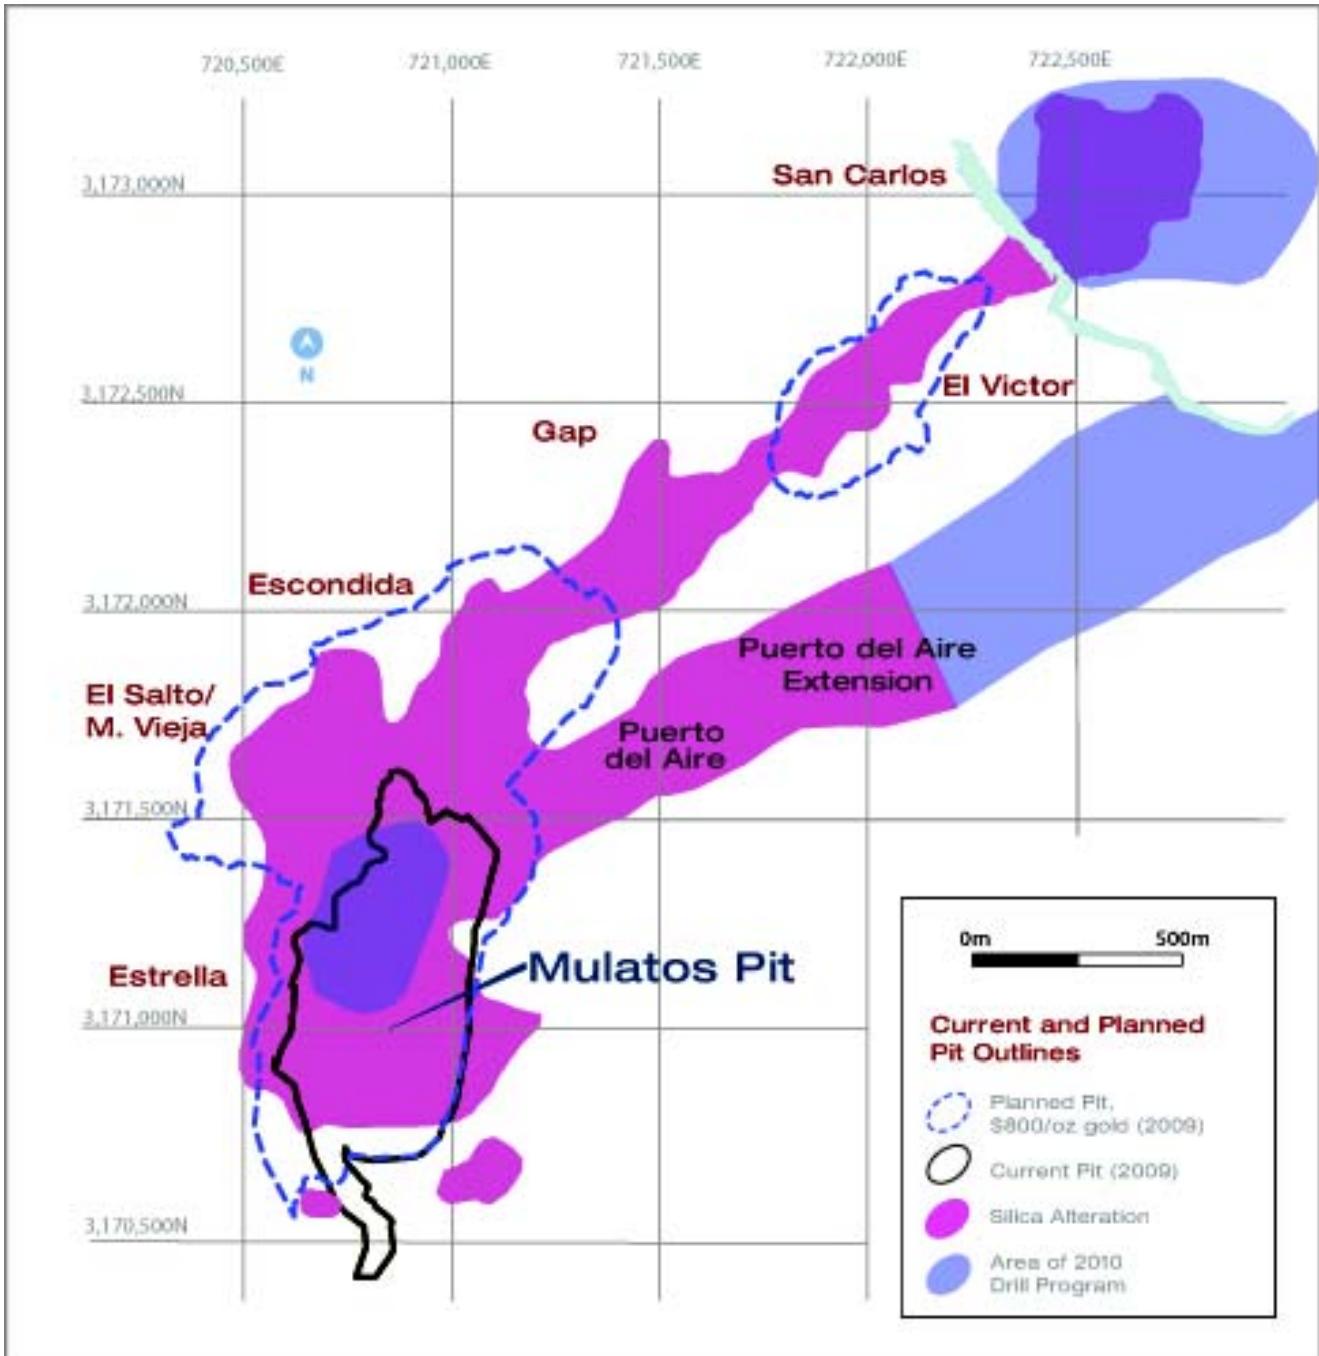 720,500E
721,000E
721,500E
722,000E
722,500E
San Carlos
3,173,000N
N
El Victor
3,172,500N
Gap
Escondida
3,172,000N
Puerto del Aire
Extension
El Salto/
M. Vieja
Puerto
del Aire
3,171,500N
Mulatos Pit
Estrella
3,171,000N
3,170,500N
0m
500m
Current and Planned
Pit Outlines
Planned Pit,
$800/oz gold (2009)
Current Pit (2009)
Silica Alteration
Area of 2010
Drill Program